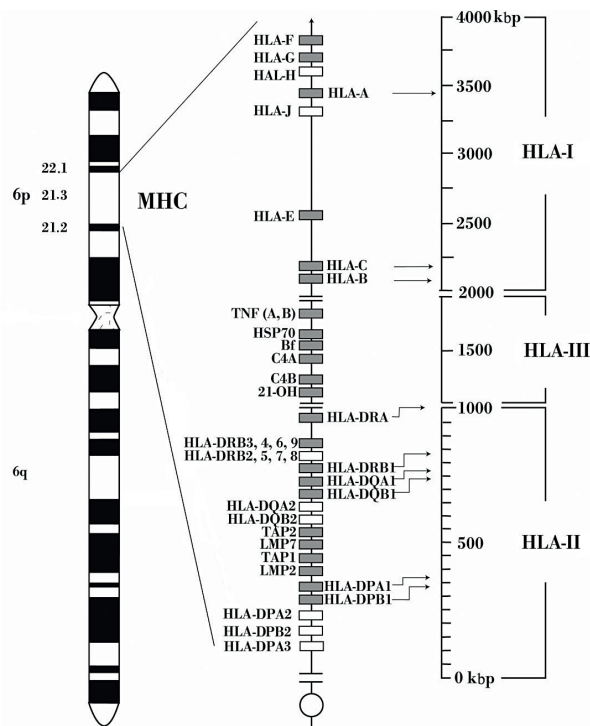 4000 kbp
HLA-F
HLA-G
HAL-H
3500
HLA-A
HLA-J
3000
HLA-I
22.1
6p
21.3
MHC
21.2
HLA-E
2500
HLA-C
HLA-B
2000
TNF (A, B)
HSP70
Bf
1500
HLA-III
C4A
C4B
21-OH
1000
HLA-DRA
HLA-DRB3, 4, 6, 9
HLA-DRB2, 5, 7, 8
HLA-DRB1
6q
HLA-DQA1
HLA-DQB1
HLA-DQA2
HLA-DQB2
TAP2
LMP7
500
HLA-II
TAP1
LMP2
HLA-DPA1
HLA-DPB1
HLA-DPA2
HLA-DPB2
HLA-DPA3
0 kbp